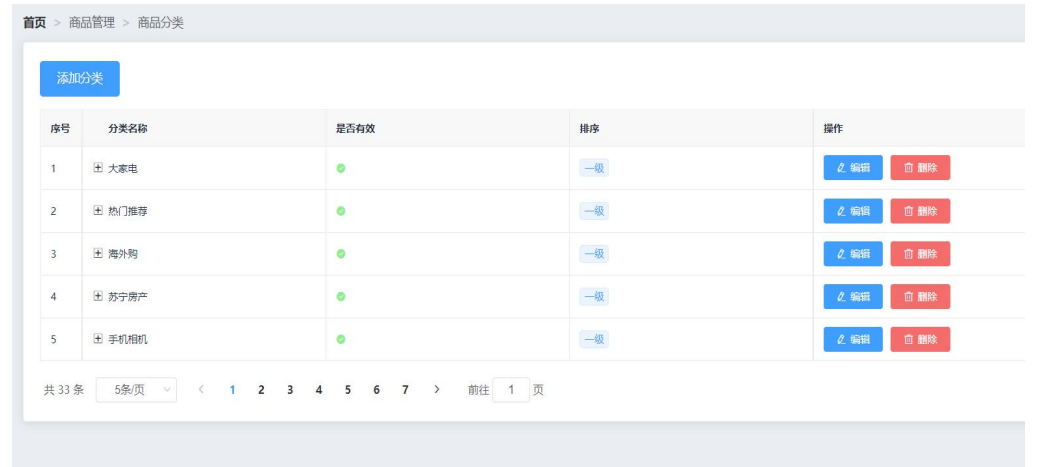 首页 > 商品管理 > 商品分类
添加分类
序号 分类名称 是否有效 排序 操作
1 大家电 一级 编辑 删除
2 热门推荐 一级 编辑 删除
3 海外购 一级 编辑 删除
4 苏宁房产 一级 编辑 删除
5 手机相机 一级 编辑 删除
共 33 条 5条/页 < 1 2 3 4 5 6 7 > 前往 1 页